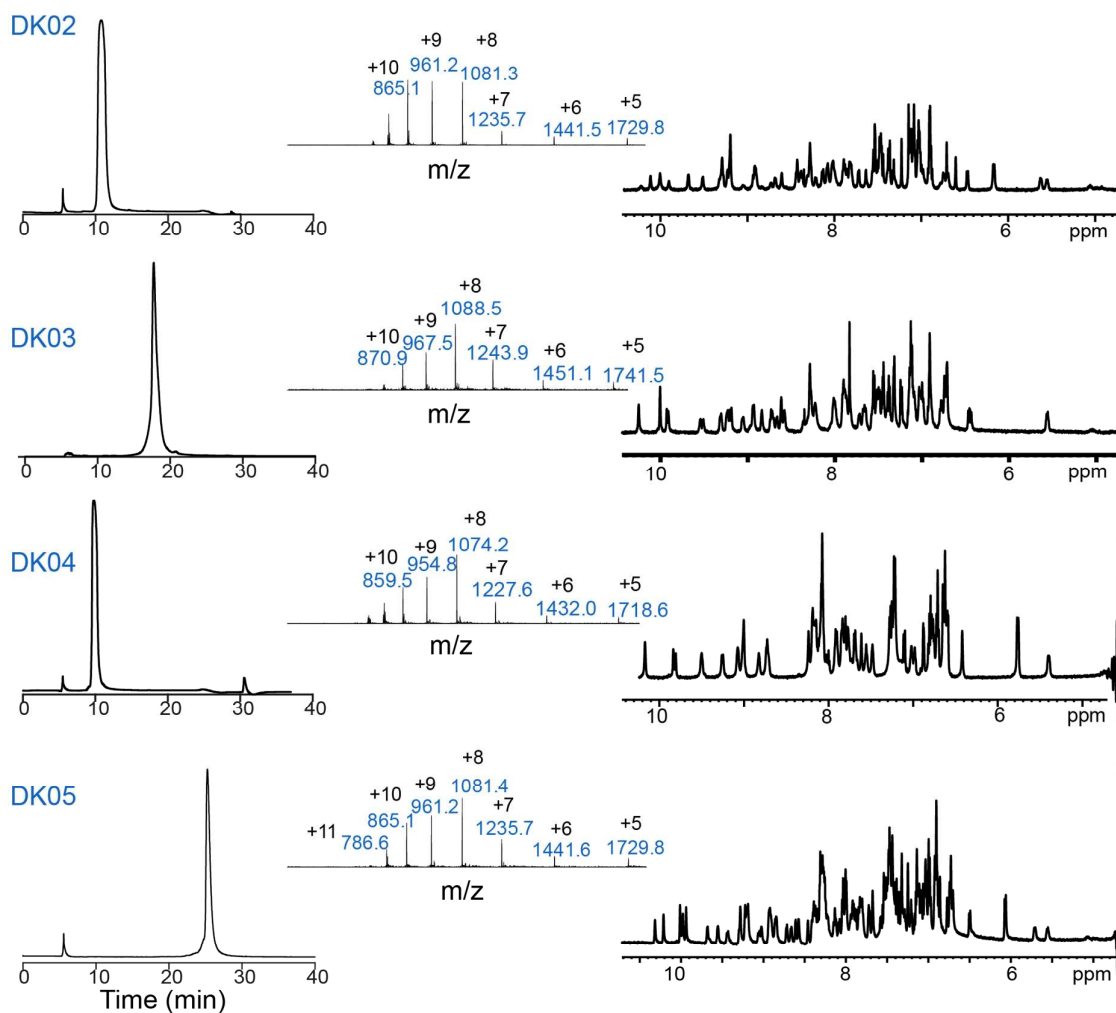 DK02
+10
865.1
+9
961.2
+8
1081.3
+7
1235.7
+6
1441.5
+5
1729.8
m/z
0 10 20 30 40
10 8 6 ppm
DK03
+10
870.9
+9
967.5
+8
1088.5
+7
1243.9
+6
1451.1
+5
1741.5
m/z
0 10 20 30 40
10 8 6 ppm
DK04
+10
859.5
+9
954.8
+8
1074.2
+7
1227.6
+6
1432.0
+5
1718.6
m/z
0 10 20 30 40
10 8 6 ppm
DK05
+11
786.6
+10
865.1
+9
961.2
+8
1081.4
+7
1235.7
+6
1441.6
+5
1729.8
m/z
0 10 20 30 40
Time (min)
10 8 6 ppm